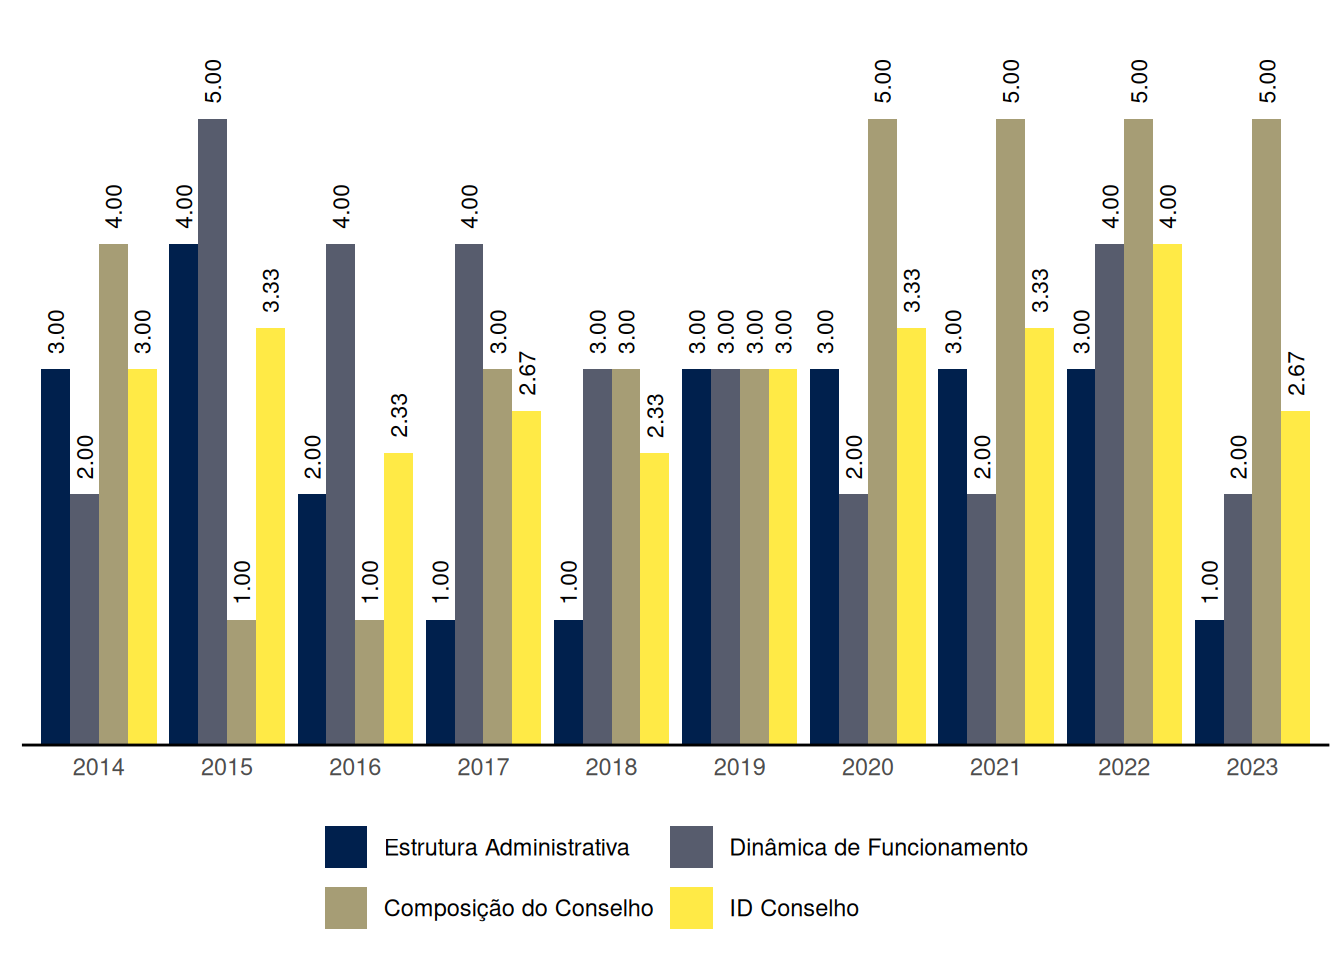 3.00 2.00 4.00 3.00
4.00 5.00 1.00 3.33
2.00 4.00 1.00 2.33
1.00 4.00 3.00 2.67
1.00 3.00 3.00 2.33
3.00 3.00 3.00 3.00
3.00 2.00 5.00 3.33
3.00 2.00 5.00 3.33
3.00 4.00 5.00 4.00
1.00 2.00 5.00 2.67
2014 2015 2016 2017 2018 2019 2020 2021 2022 2023
Estrutura Administrativa Dinâmica de Funcionamento
Composição do Conselho ID Conselho